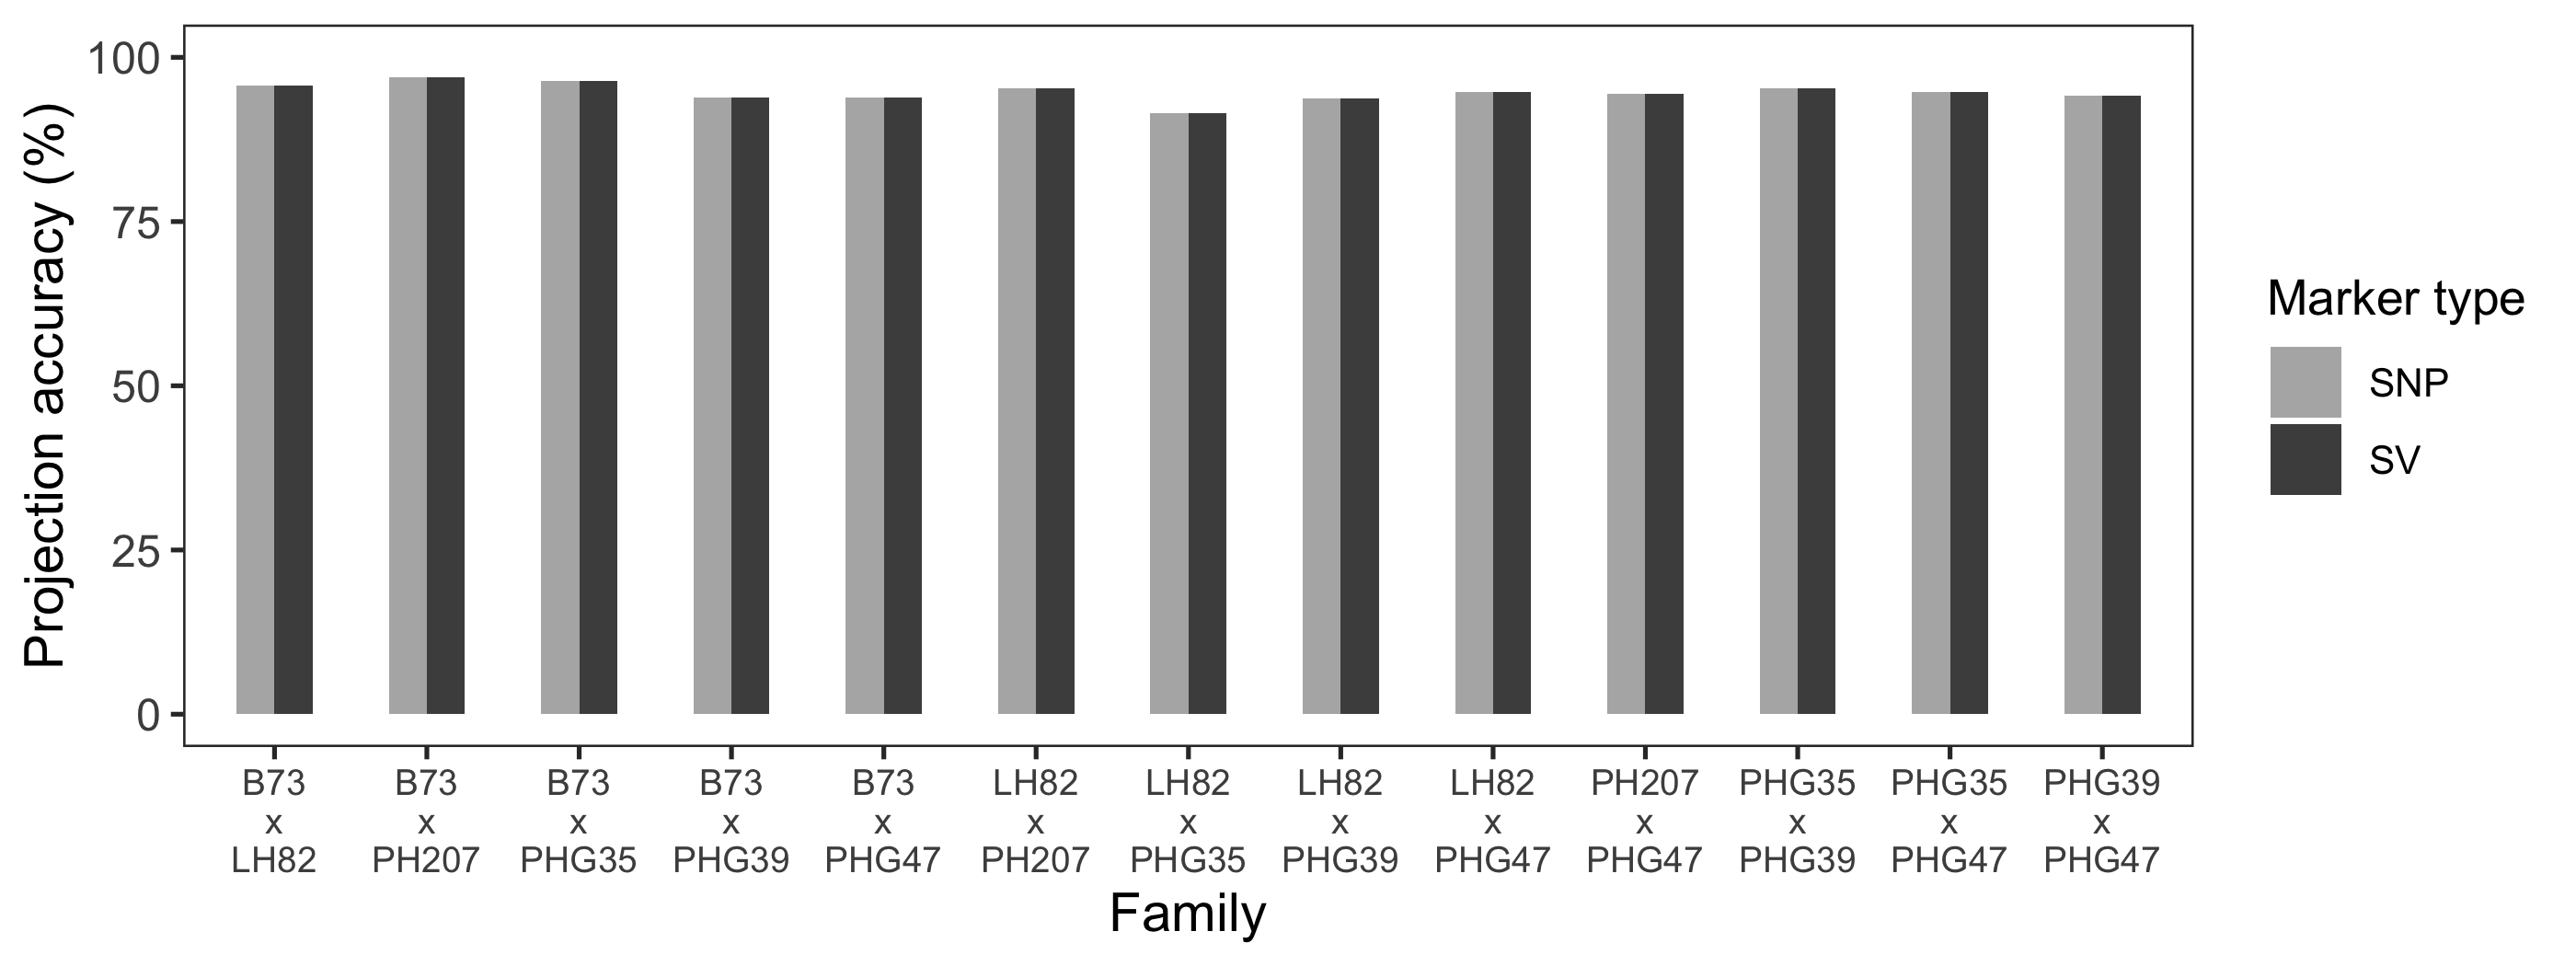 Projection accuracy (%)
100
75
50
25
0
B73 x LH82
B73 x PH207
B73 x PHG35
B73 x PHG39
B73 x PHG47
LH82 x PH207
LH82 x PHG35
LH82 x PHG39
LH82 x PHG47
PH207 x PHG47
PHG35 x PHG39
PHG35 x PHG47
PHG39 x PHG47
Family
Marker type
SNP
SV